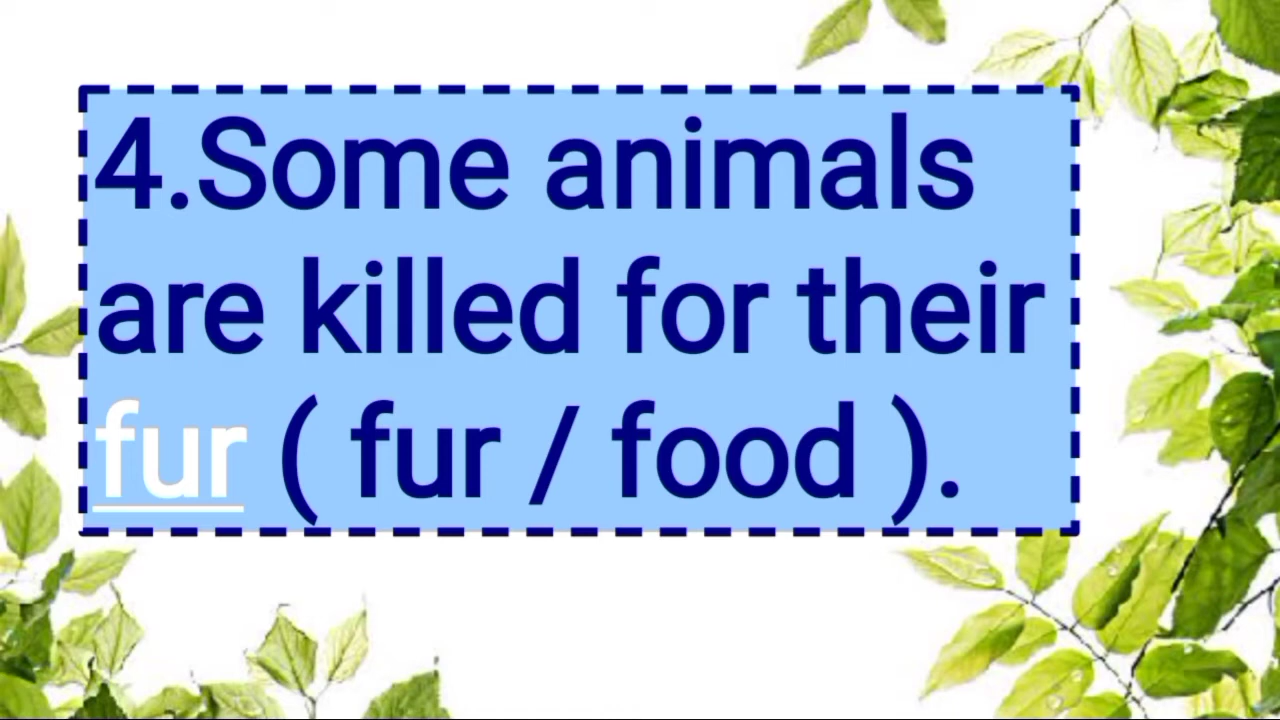 4.Some animals
are killed for their
fur ( fur / food ).